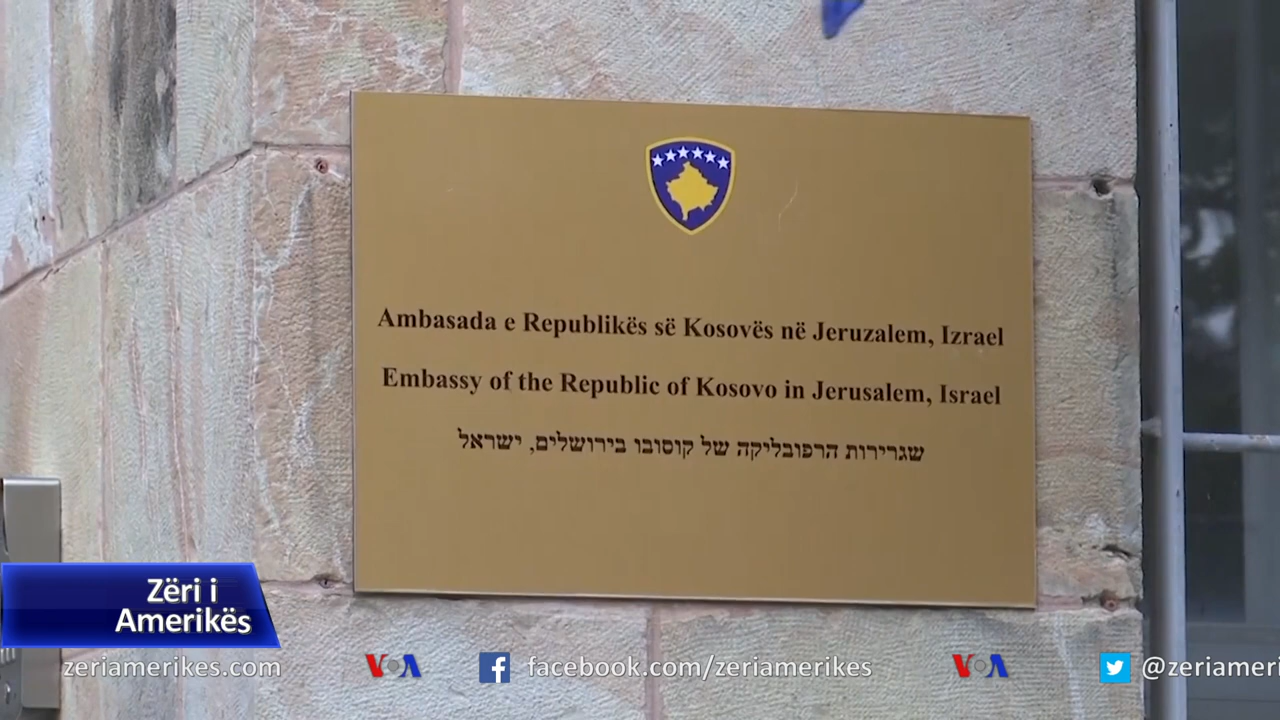 Ambasada e Republikës së Kosovës në Jeruzalem, Izrael
Embassy of the Republic of Kosovo in Jerusalem, Israel
שגרירות הרפובליקה של קוסובו בירושלים, ישראל
Zëri i
Amerikës
zeriamerikes.com VOA facebook.com/zeriamerikes VOA @zeriameri